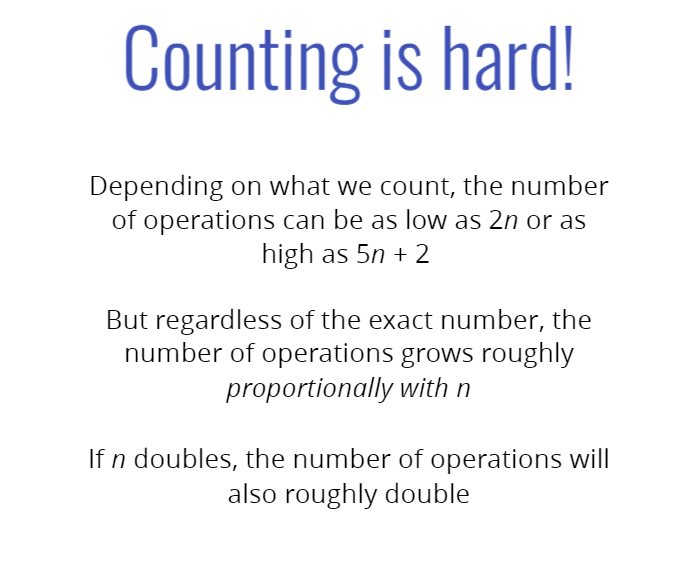 Counting is hard!
Depending on what we count, the number
of operations can be as low as 2n or as
high as 5n + 2
But regardless of the exact number, the
number of operations grows roughly
proportionally with n
If n doubles, the number of operations will
also roughly double